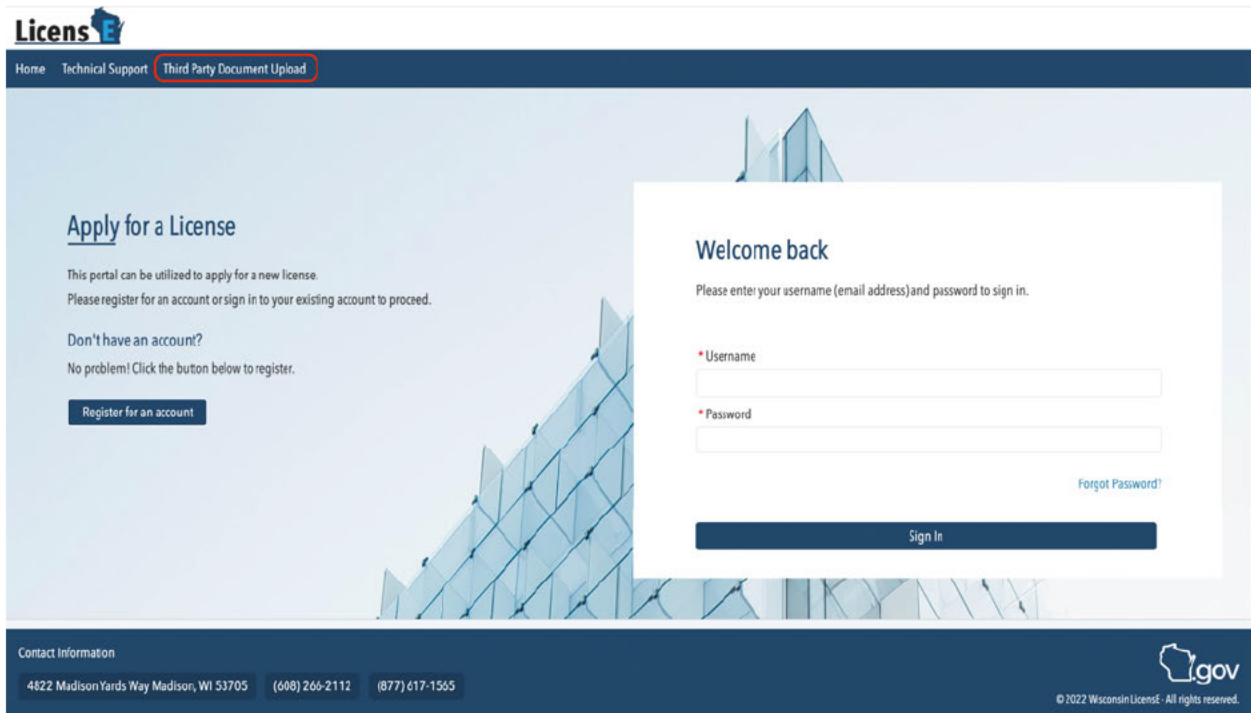 LicensE
Home Technical Support Third Party Document Upload
Apply for a License
This portal can be utilized to apply for a new license.
Please register for an account or sign in to your existing account to proceed.
Don't have an account?
No problem! Click the button below to register.
Register for an account
Welcome back
Please enter your username (email address) and password to sign in.
* Username
* Password
Forgot Password?
Sign In
Contact Information
4822 Madison Yards Way Madison, WI 53705 (608) 266-2112 (877) 617-1565
.gov
© 2022 Wisconsin LicensE - All rights reserved.